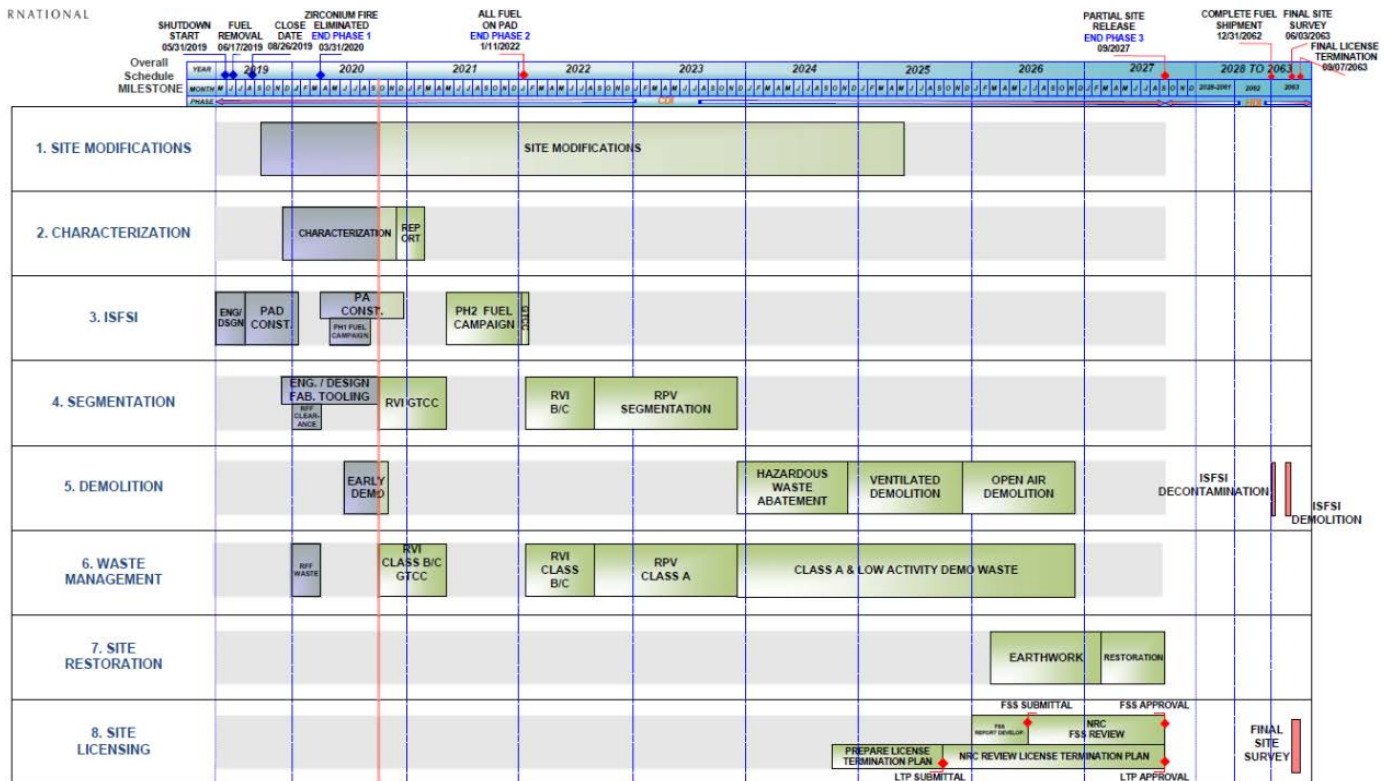 RNATIONAL
SHUTDOWN
START
05/31/2019
FUEL
REMOVAL
06/17/2019
CLOSE
DATE
08/26/2019
ZIRCONIUM FIRE
ELIMINATED
END PHASE 1
03/31/2020
ALL FUEL
ON PAD
END PHASE 2
1/11/2022
PARTIAL SITE
RELEASE
END PHASE 3
09/2027
COMPLETE FUEL
SHIPMENT
12/31/2062
FINAL SITE
SURVEY
06/03/2063
FINAL LICENSE
TERMINATION
Overall
Schedule
MILESTONE
YEAR 2019 2020 2021 2022 2023 2024 2025 2026 2027 2028 TO 2063
MONTH M J J A S O N D J F M A M J J A S O N D J F M A M J J A S O N D J F M A M J J A S O N D J F M A M J J A S O N D J F M A M J J A S O N D J F M A M J J A S O N D J F M A M J J A S O N D J F M A M J J A S O N D 2028-2061 2063
PHASE CDI
1. SITE MODIFICATIONS
SITE MODIFICATIONS
2. CHARACTERIZATION
CHARACTERIZATION
REP
ORT
3. ISFSI
ENG/
DSGN
PAD
CONST.
PA
CONST.
PH1 FUEL
CAMPAIGN
PH2 FUEL
CAMPAIGN
GTCC
4. SEGMENTATION
ENG. / DESIGN
FAB. TOOLING
RFF
CLEAR-
ANCE
RVI GTCC
RVI
B/C
RPV
SEGMENTATION
5. DEMOLITION
EARLY
DEMO
HAZARDOUS
WASTE
ABATEMENT
VENTILATED
DEMOLITION
OPEN AIR
DEMOLITION
ISFSI
DECONTAMINATION
ISFSI
DEMOLITION
6. WASTE
MANAGEMENT
RFF
WASTE
RVI
CLASS B/C
GTCC
RVI
CLASS
B/C
RPV
CLASS A
CLASS A & LOW ACTIVITY DEMO WASTE
7. SITE
RESTORATION
EARTHWORK
RESTORATION
8. SITE
LICENSING
FSS SUBMITTAL
FSS APPROVAL
FSS
REPORT DEVELOP.
NRC
FSS REVIEW
PREPARE LICENSE
TERMINATION PLAN
NRC REVIEW LICENSE TERMINATION PLAN
LTP SUBMITTAL
LTP APPROVAL
FINAL
SITE
SURVEY